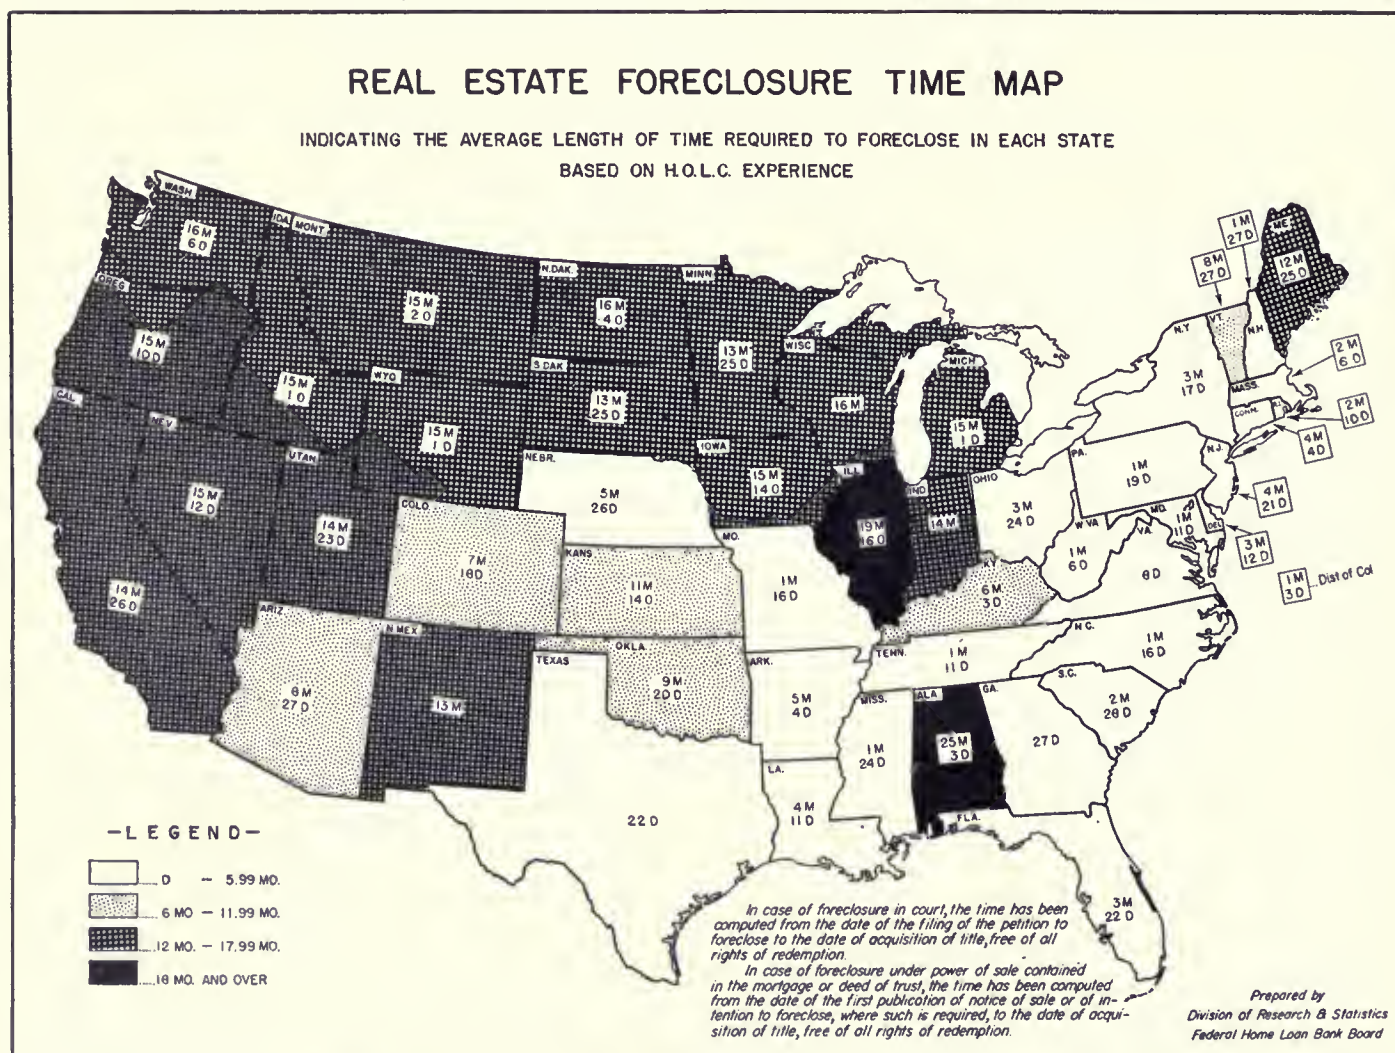 REAL ESTATE FORECLOSURE TIME MAP
INDICATING THE AVERAGE LENGTH OF TIME REQUIRED TO FORECLOSE IN EACH STATE
BASED ON H.O.L.C. EXPERIENCE
WASH
16 M
6 D
IDA.
MONT
15 M
2 D
N.DAK.
16 M
4 D
MINN
13 M
25 D
OREG
15 M
10 D
15 M
1 D
WYO
15 M
1 D
S.DAK
13 M
25 D
WISC
16 M
MICH
15 M
1 D
CAL
14 M
26 D
NEV
15 M
12 D
UTAH
14 M
23 D
COLO.
7 M
18 D
NEBR.
5 M
26 D
IOWA
15 M
14 D
ILL
19 M
16 D
IND
14 M
OHIO
3 M
24 D
KANS
11 M
14 D
MO.
1 M
16 D
KY
6 M
3 D
W VA
1 M
6 D
VA.
8 D
ARIZ.
8 M
27 D
N MEX
13 M
TEXAS
22 D
OKLA
9 M
20 D
ARK.
5 M
4 D
TENN.
1 M
11 D
N.C.
1 M
16 D
S.C.
2 M
28 D
MISS.
1 M
24 D
ALA
25 M
3 D
GA.
27 D
LA.
4 M
11 D
FLA.
3 M
22 D
PA.
1 M
19 D
N.Y
3 M
17 D
VT.
8 M
27 D
N.H
1 M
27 D
ME.
12 M
25 D
MASS.
2 M
6 D
CONN.
R.I.
2 M
10 D
4 M
4 D
N.J.
4 M
21 D
MD.
1 M
11 D
DEL
3 M
12 D
1 M
3 D
Dist of Col
—LEGEND—
D — 5.99 MO.
6 MO — 11.99 MO.
12 MO. — 17.99 MO.
18 MO. AND OVER
In case of foreclosure in court, the time has been
computed from the date of the filing of the petition to
foreclose to the date of acquisition of title, free of all
rights of redemption.
In case of foreclosure under power of sale contained
in the mortgage or deed of trust, the time has been computed
from the date of the first publication of notice of sale or of in-
tention to foreclose, where such is required, to the date of acqui-
sition of title, free of all rights of redemption.
Prepared by
Division of Research & Statistics
Federal Home Loan Bank Board